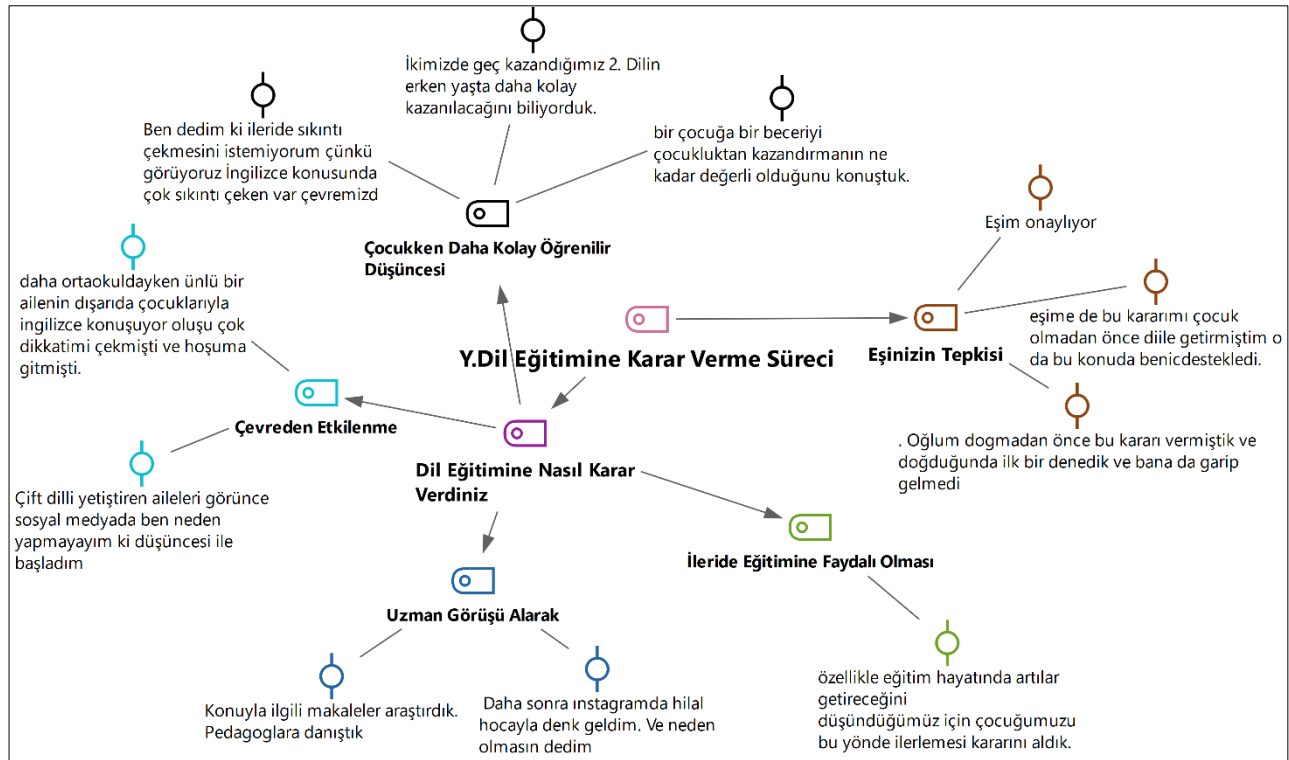 İkimizde geç kazandığımız 2. Dilin
erken yaşta daha kolay
kazanılacağını biliyorduk.
Ben dedim ki ileride sıkıntı
çekmesini istemiyorum çünkü
görüyoruz İngilizce konusunda
çok sıkıntı çeken var çevremizd
bir çocuğa bir beceriyi
çocukluktan kazandırmanın ne
kadar değerli olduğunu konuştuk.
Çocukken Daha Kolay Öğrenilir
Düşüncesi
Eşim onaylıyor
daha ortaokuldayken ünlü bir
ailenin dışarıda çocuklarıyla
ingilizce konuşuyor oluşu çok
dikkatimi çekmişti ve hoşuma
gitmişti.
Y.Dil Eğitimine Karar Verme Süreci
Eşinizin Tepkisi
eşime de bu kararımı çocuk
olmadan önce diile getirmiştim o
da bu konuda benicdestekledi.
Çevreden Etkilenme
Dil Eğitimine Nasıl Karar
Verdiniz
. Oğlum dogmadan önce bu kararı vermiştik ve
doğduğunda ilk bir denedik ve bana da garip
gelmedi
Çift dilli yetiştiren aileleri görünce
sosyal medyada ben neden
yapmayayım ki düşüncesi ile
başladım
İleride Eğitimine Faydalı Olması
Uzman Görüşü Alarak
Konuyla ilgili makaleler araştırdık.
Pedagoglara danıştık
Daha sonra ınstagramda hilal
hocayla denk geldim. Ve neden
olmasın dedim
özellikle eğitim hayatında artılar
getireceğini
düşündüğümüz için çocuğumuzu
bu yönde ilerlemesi kararını aldık.